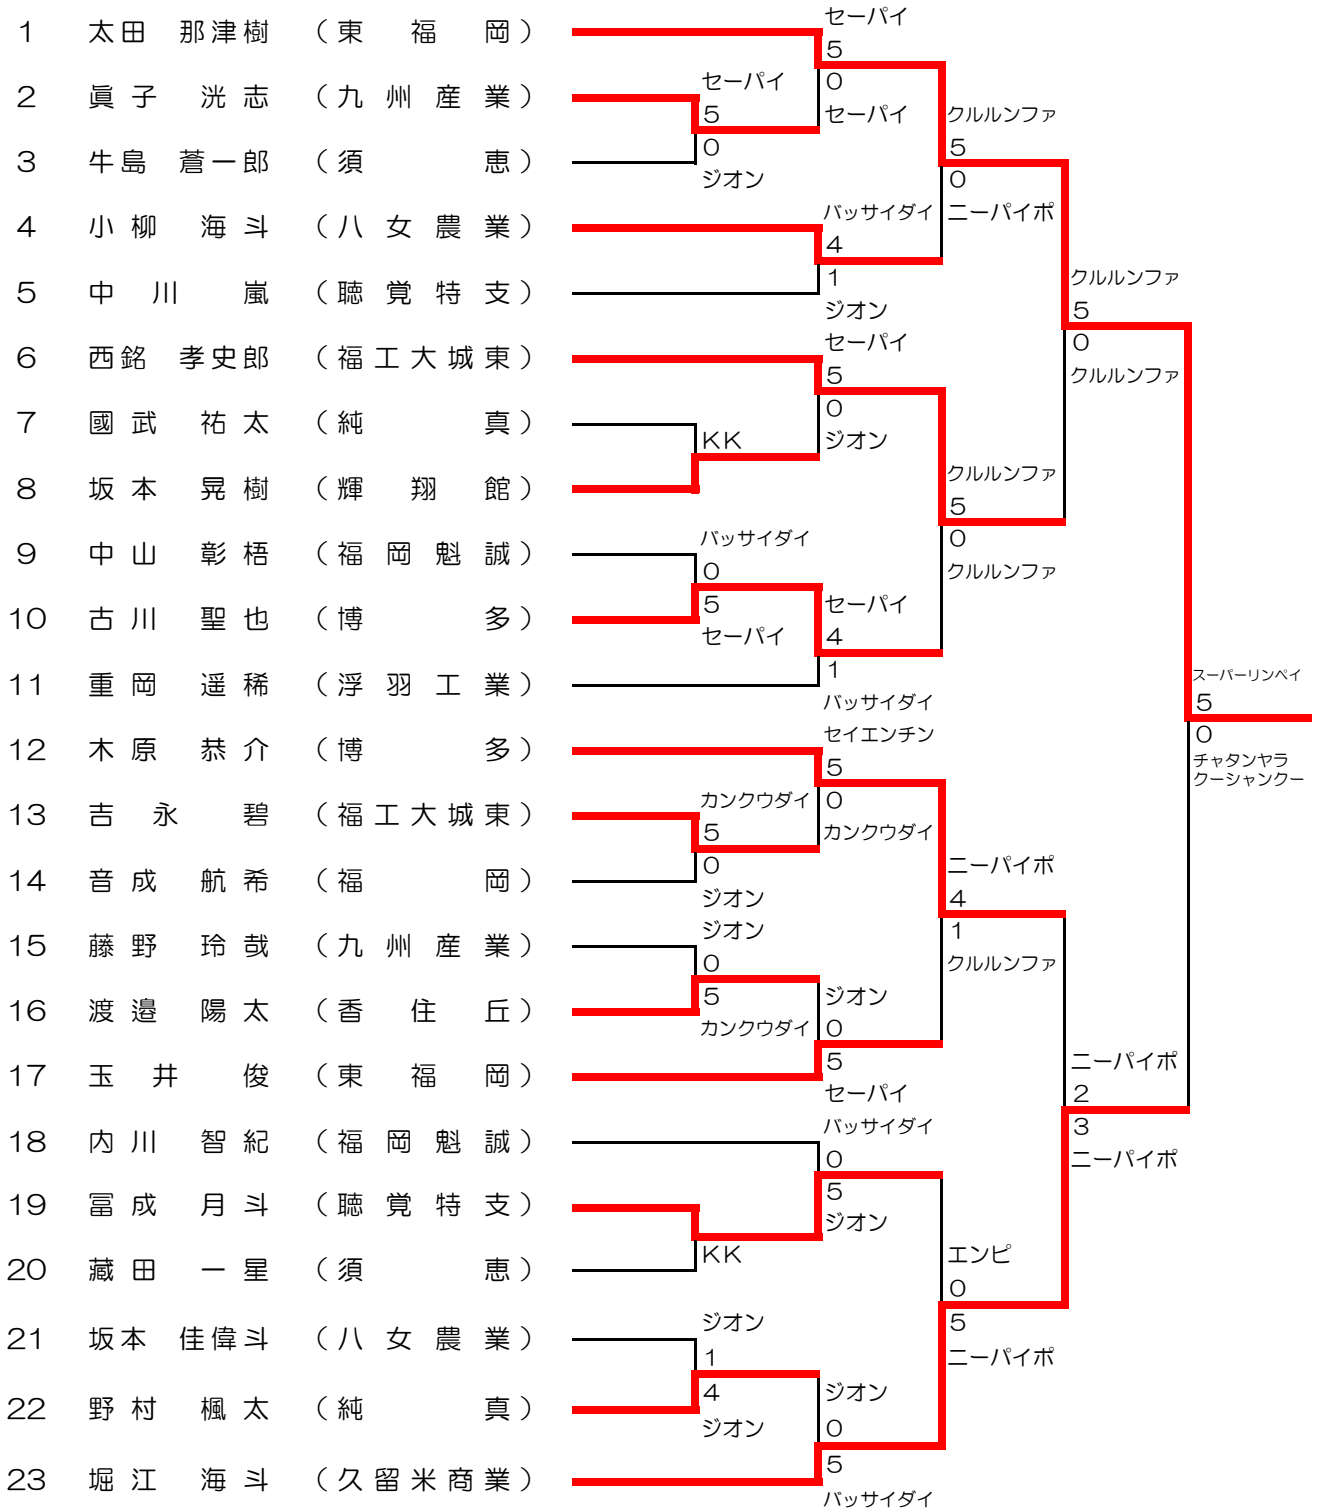 1 太田 那津樹 （東福岡）
2 眞子 洸志 （九州産業）
3 牛島 蒼一郎 （須恵）
4 小柳 海斗 （八女農業）
5 中川 嵐 （聴覚特支）
6 西銘 孝史郎 （福工大城東）
7 國武 祐太 （純真）
8 坂本 晃樹 （輝翔館）
9 中山 彰梧 （福岡魁誠）
10 古川 聖也 （博多）
11 重岡 遥稀 （浮羽工業）
12 木原 恭介 （博多）
13 吉永 碧 （福工大城東）
14 音成 航希 （福岡）
15 藤野 玲哉 （九州産業）
16 渡邉 陽太 （香住丘）
17 玉井 俊 （東福岡）
18 内川 智紀 （福岡魁誠）
19 冨成 月斗 （聴覚特支）
20 藏田 一星 （須恵）
21 坂本 佳偉斗 （八女農業）
22 野村 楓太 （純真）
23 堀江 海斗 （久留米商業）
セーパイ
5
0
ジオン
KK
バッサイダイ
0
5
セーパイ
カンクウダイ
5
0
ジオン
ジオン
0
5
カンクウダイ
KK
ジオン
1
4
ジオン
セーパイ
5
0
セーパイ
バッサイダイ
4
1
ジオン
セーパイ
5
0
ジオン
セーパイ
4
1
バッサイダイ
セイエンチン
5
0
カンクウダイ
ジオン
0
5
セーパイ
バッサイダイ
0
5
ジオン
ジオン
0
5
バッサイダイ
クルルンファ
5
0
ニーパイポ
クルルンファ
5
0
クルルンファ
ニーパイポ
4
1
クルルンファ
エンピ
0
5
ニーパイポ
クルルンファ
5
0
クルルンファ
ニーパイポ
2
3
ニーパイポ
スーパーリンペイ
5
0
チャタンヤラ
クーシャンクー